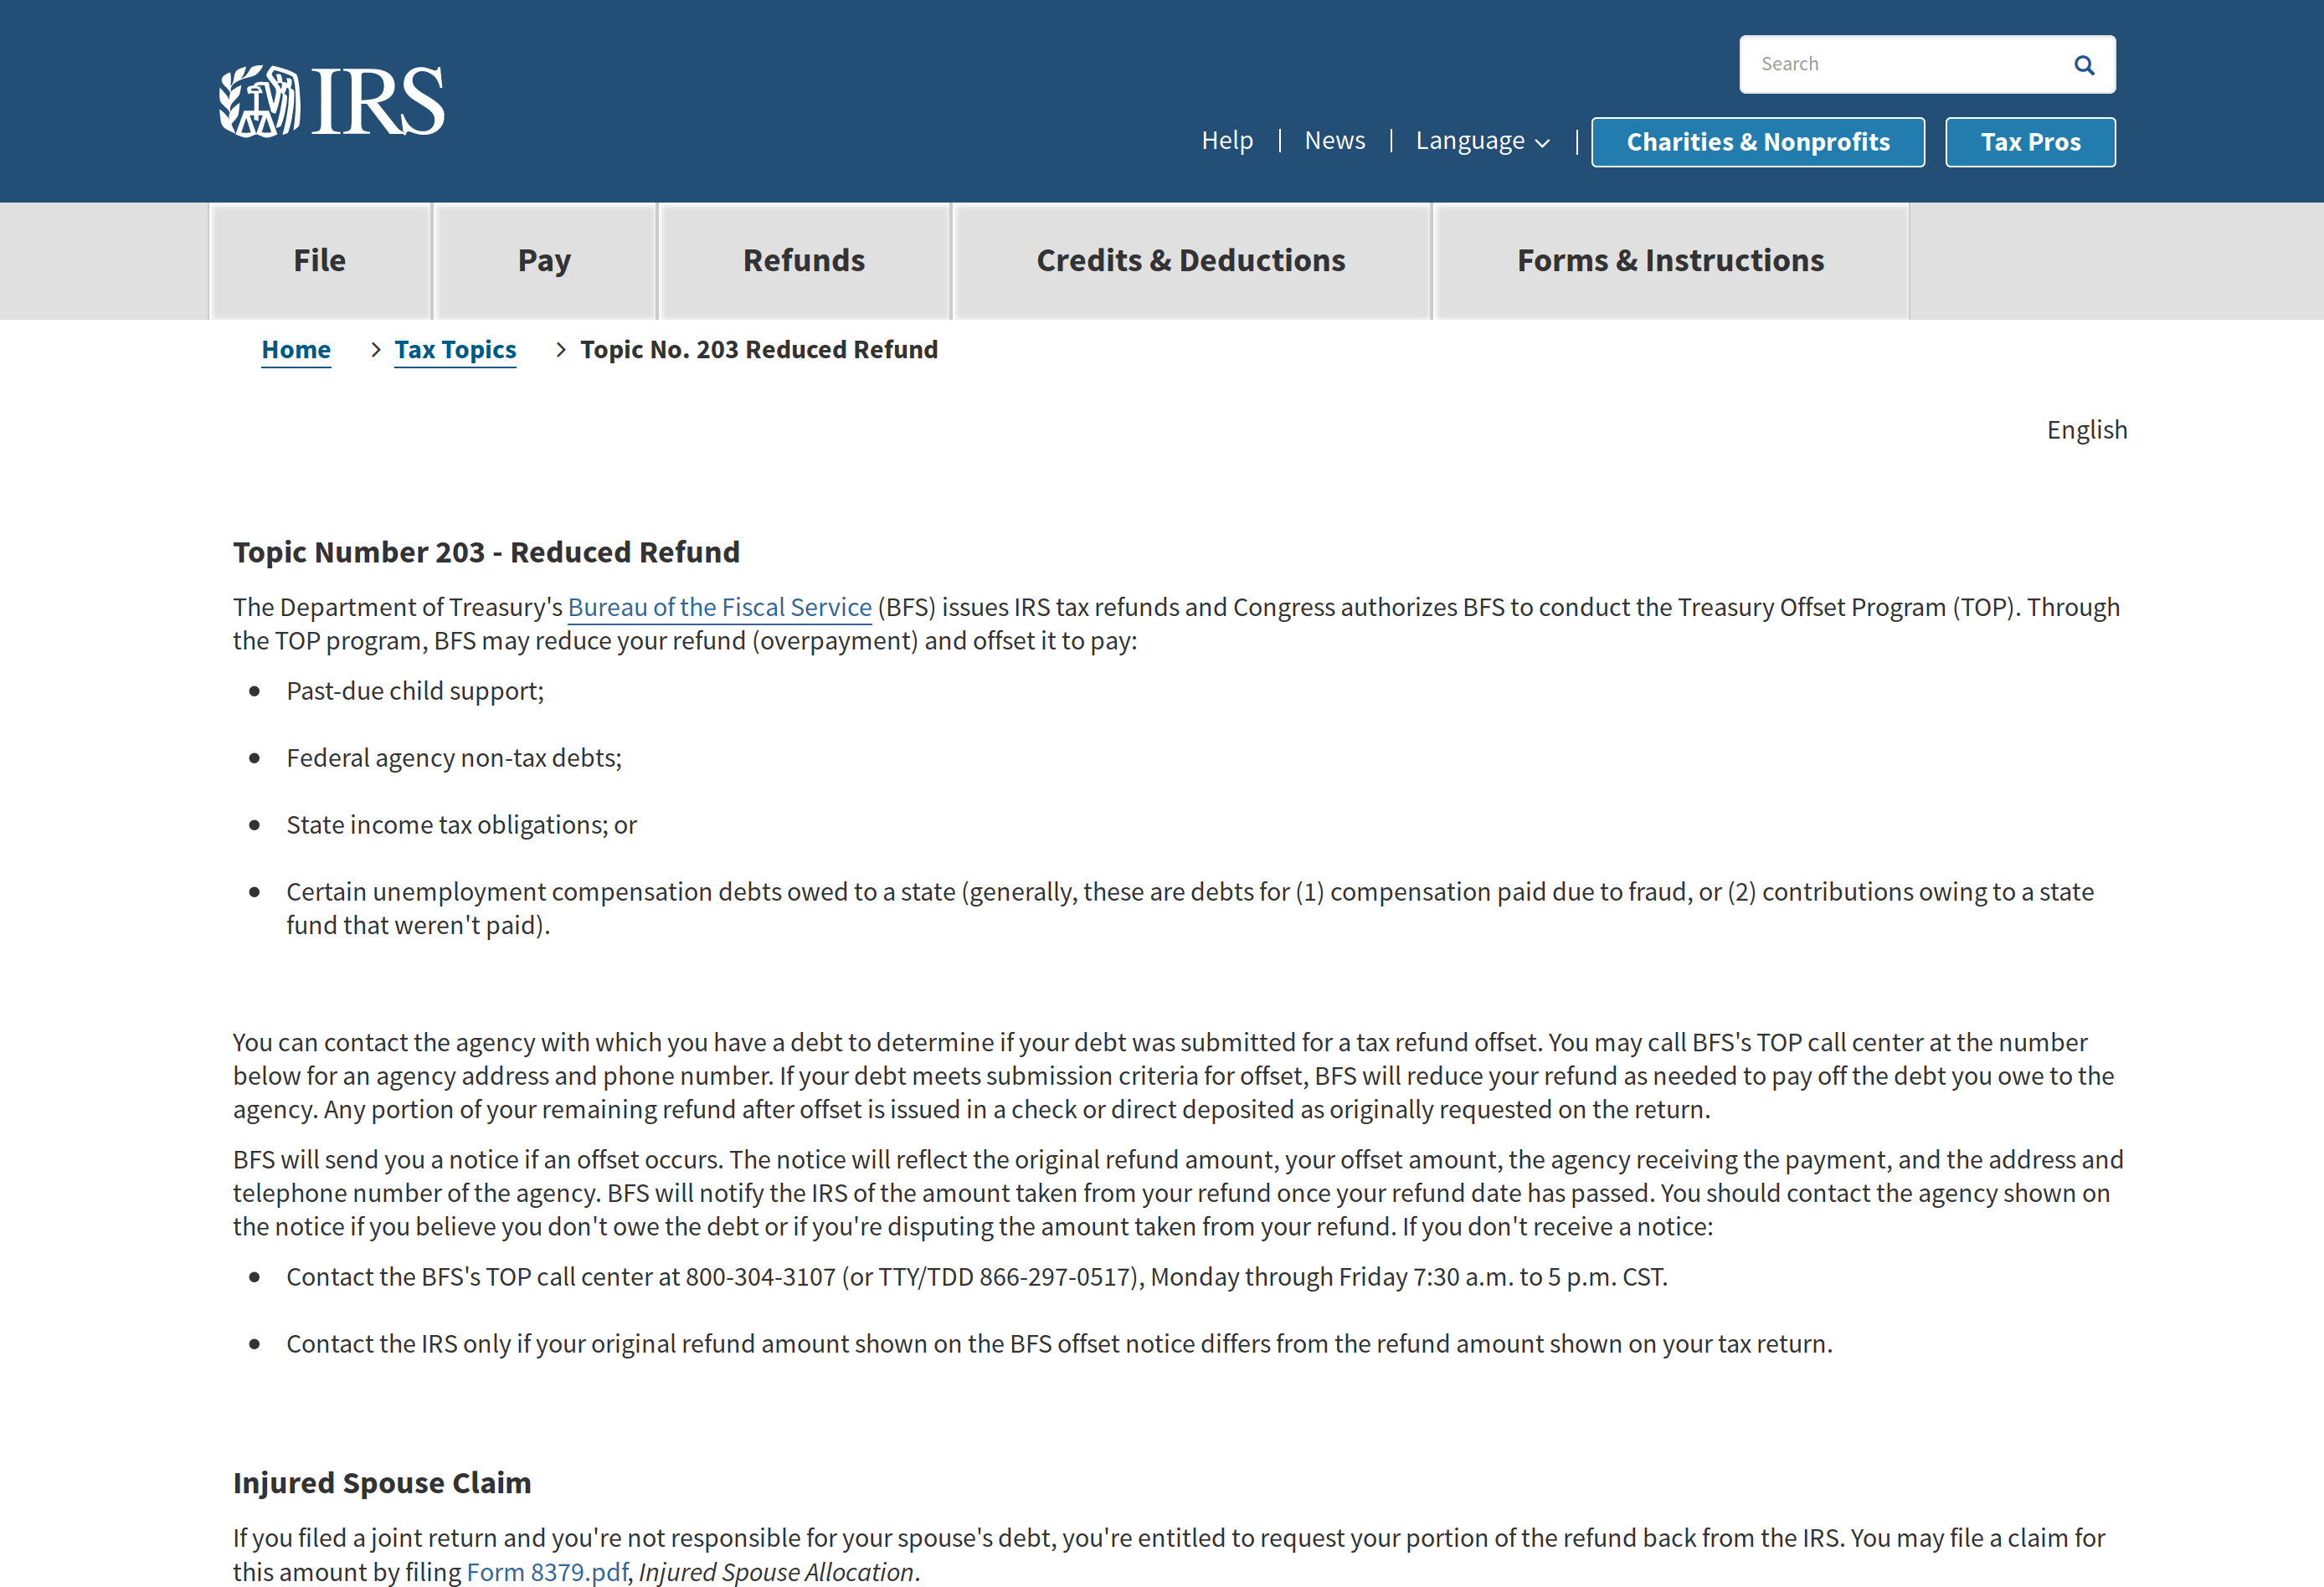 IRS
Search
Help
News
Language
Charities & Nonprofits
Tax Pros
File
Pay
Refunds
Credits & Deductions
Forms & Instructions
Home > Tax Topics > Topic No. 203 Reduced Refund
English
Topic Number 203 - Reduced Refund
The Department of Treasury's Bureau of the Fiscal Service (BFS) issues IRS tax refunds and Congress authorizes BFS to conduct the Treasury Offset Program (TOP). Through
the TOP program, BFS may reduce your refund (overpayment) and offset it to pay:
● Past-due child support;
● Federal agency non-tax debts;
● State income tax obligations; or
● Certain unemployment compensation debts owed to a state (generally, these are debts for (1) compensation paid due to fraud, or (2) contributions owing to a state
fund that weren't paid).
You can contact the agency with which you have a debt to determine if your debt was submitted for a tax refund offset. You may call BFS's TOP call center at the number
below for an agency address and phone number. If your debt meets submission criteria for offset, BFS will reduce your refund as needed to pay off the debt you owe to the
agency. Any portion of your remaining refund after offset is issued in a check or direct deposited as originally requested on the return.
BFS will send you a notice if an offset occurs. The notice will reflect the original refund amount, your offset amount, the agency receiving the payment, and the address and
telephone number of the agency. BFS will notify the IRS of the amount taken from your refund once your refund date has passed. You should contact the agency shown on
the notice if you believe you don't owe the debt or if you're disputing the amount taken from your refund. If you don't receive a notice:
● Contact the BFS's TOP call center at 800-304-3107 (or TTY/TDD 866-297-0517), Monday through Friday 7:30 a.m. to 5 p.m. CST.
● Contact the IRS only if your original refund amount shown on the BFS offset notice differs from the refund amount shown on your tax return.
Injured Spouse Claim
If you filed a joint return and you're not responsible for your spouse's debt, you're entitled to request your portion of the refund back from the IRS. You may file a claim for
this amount by filing Form 8379.pdf, Injured Spouse Allocation.